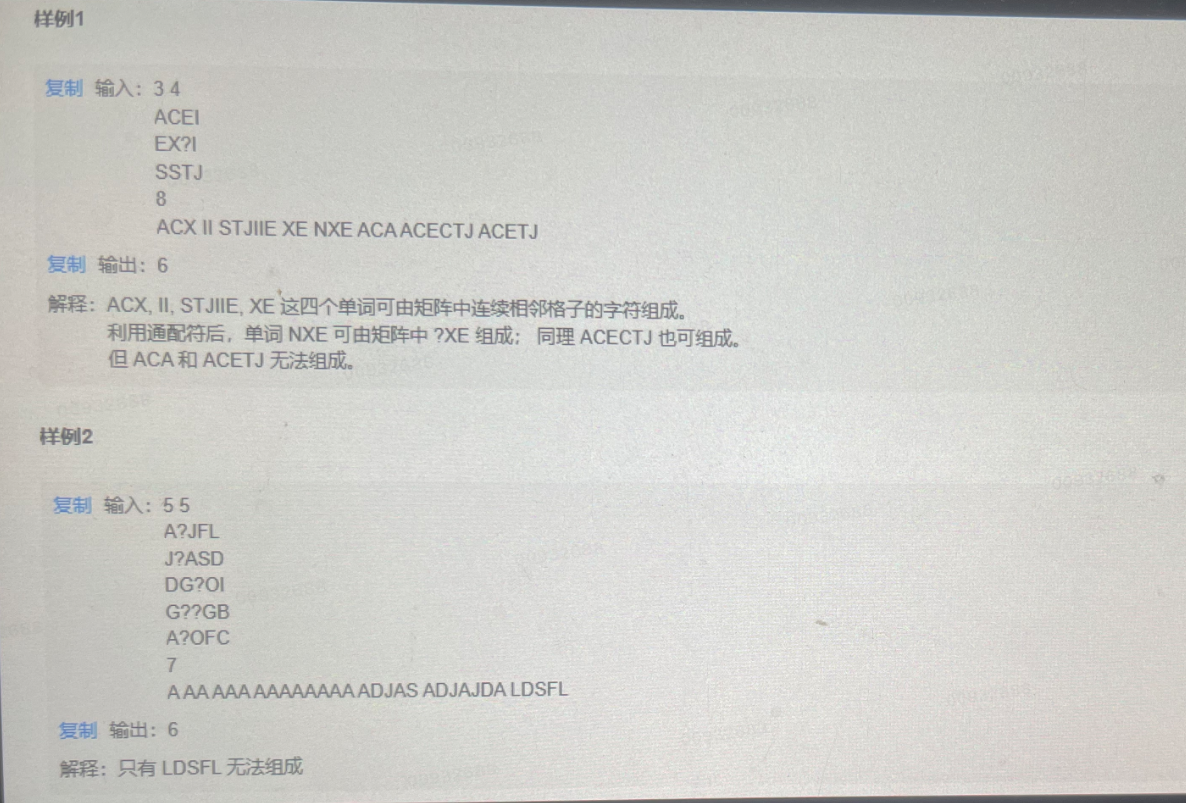 样例1
复制 输入：3 4
ACEI
EX?I
SSTJ
8
ACX II STJIIE XE NXE ACA ACECTJ ACETJ
复制 输出：6
解释：ACX, II, STJIIE, XE 这四个单词可由矩阵中连续相邻格子的字符组成。
利用通配符后，单词 NXE 可由矩阵中 ?XE 组成； 同理 ACECTJ 也可组成。
但 ACA 和 ACETJ 无法组成。
样例2
复制 输入：5 5
A?JFL
J?ASD
DG?OI
G??GB
A?OFC
7
A AA AAA AAAAAAAA ADJAS ADJAJDA LDSFL
复制 输出：6
解释：只有 LDSFL 无法组成